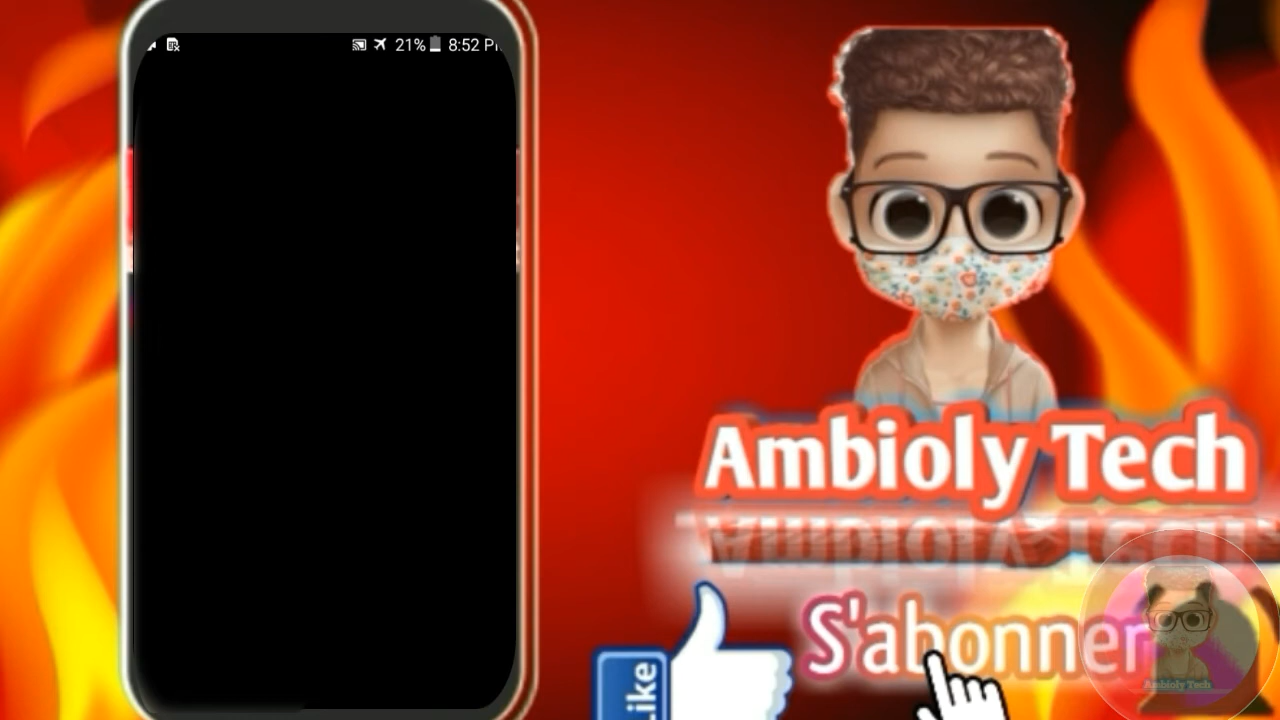 21% 8:52 P
Ambioly Tech
S'abonner
Like
Ambioly Tech